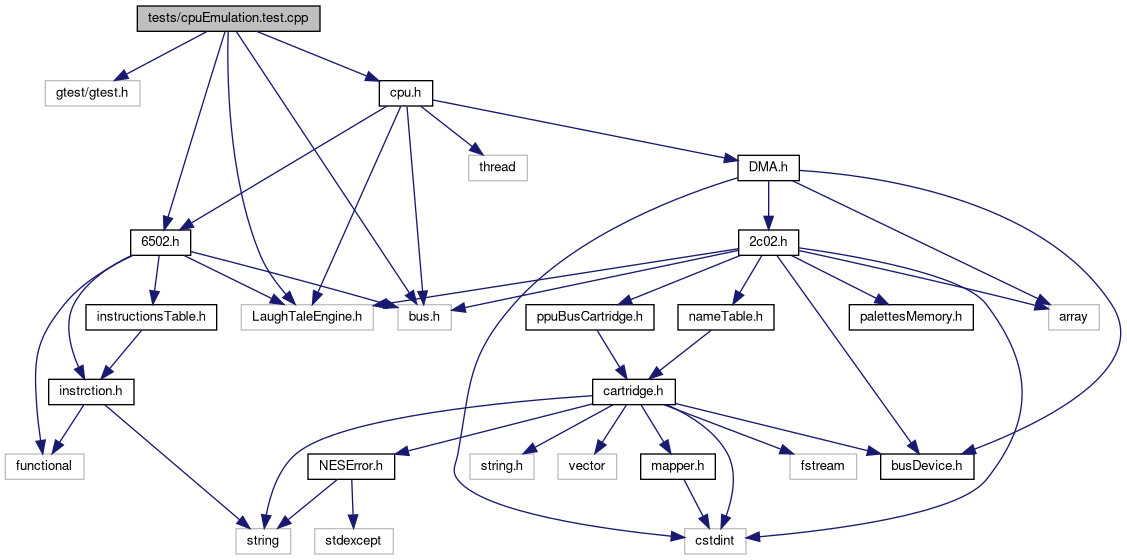 tests/cpuEmulation.test.cpp
gtest/gtest.h
cpu.h
thread
DMA.h
6502.h
2c02.h
instructionsTable.h
LaughTaleEngine.h
bus.h
ppuBusCartridge.h
nameTable.h
palettesMemory.h
array
instrction.h
cartridge.h
functional
NESError.h
string.h
vector
mapper.h
fstream
busDevice.h
string
stdexcept
cstdint